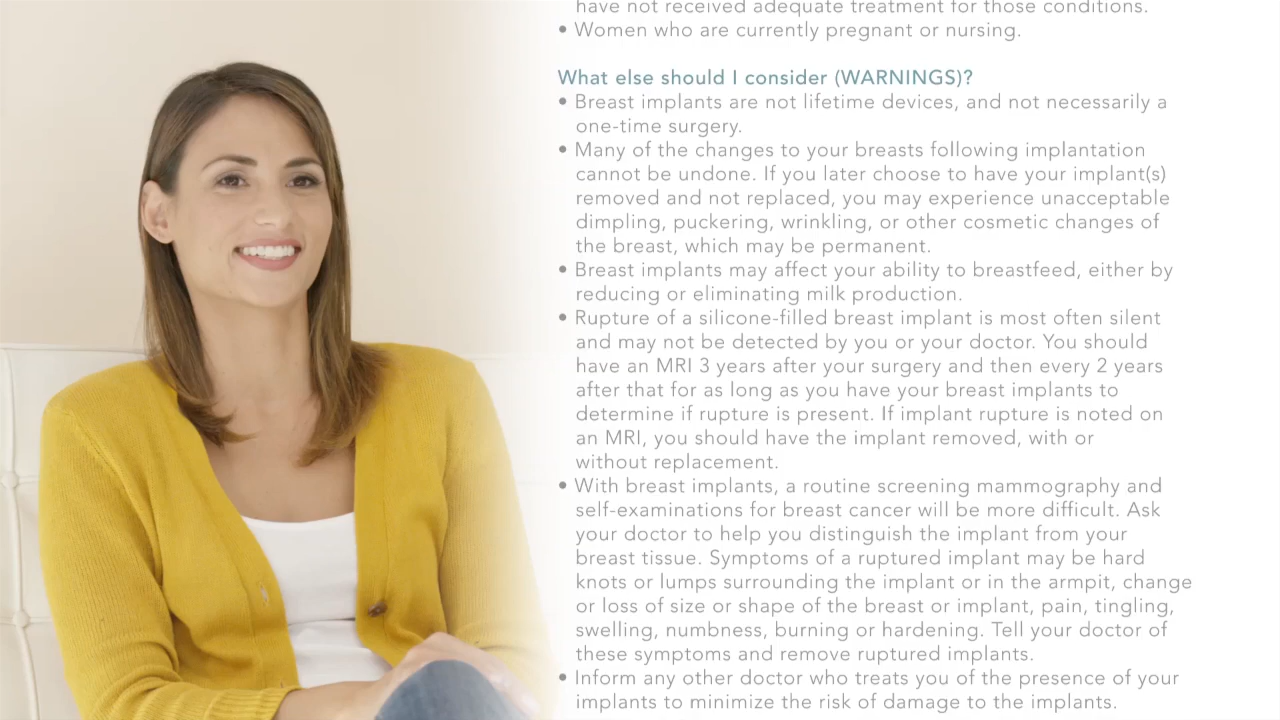 have not received adequate treatment for those conditions.
• Women who are currently pregnant or nursing.
What else should I consider (WARNINGS)?
• Breast implants are not lifetime devices, and not necessarily a
one-time surgery.
• Many of the changes to your breasts following implantation
cannot be undone. If you later choose to have your implant(s)
removed and not replaced, you may experience unacceptable
dimpling, puckering, wrinkling, or other cosmetic changes of
the breast, which may be permanent.
• Breast implants may affect your ability to breastfeed, either by
reducing or eliminating milk production.
• Rupture of a silicone-filled breast implant is most often silent
and may not be detected by you or your doctor. You should
have an MRI 3 years after your surgery and then every 2 years
after that for as long as you have your breast implants to
determine if rupture is present. If implant rupture is noted on
an MRI, you should have the implant removed, with or
without replacement.
• With breast implants, a routine screening mammography and
self-examinations for breast cancer will be more difficult. Ask
your doctor to help you distinguish the implant from your
breast tissue. Symptoms of a ruptured implant may be hard
knots or lumps surrounding the implant or in the armpit, change
or loss of size or shape of the breast or implant, pain, tingling,
swelling, numbness, burning or hardening. Tell your doctor of
these symptoms and remove ruptured implants.
• Inform any other doctor who treats you of the presence of your
implants to minimize the risk of damage to the implants.